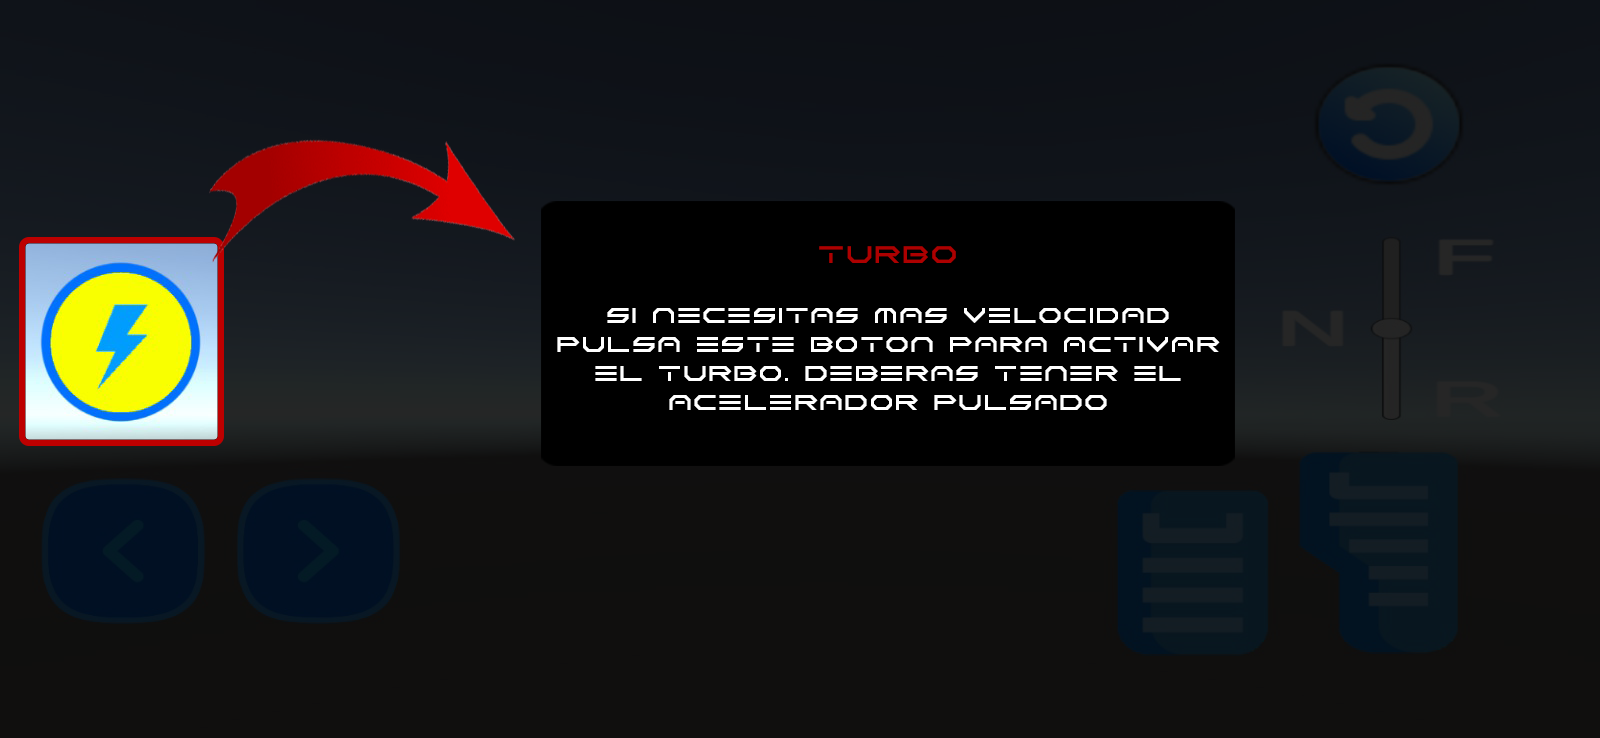 TURBO
SI NECESITAS MAS VELOCIDAD
PULSA ESTE BOTON PARA ACTIVAR
EL TURBO. DEBERAS TENER EL
ACELERADOR PULSADO
F
N
R